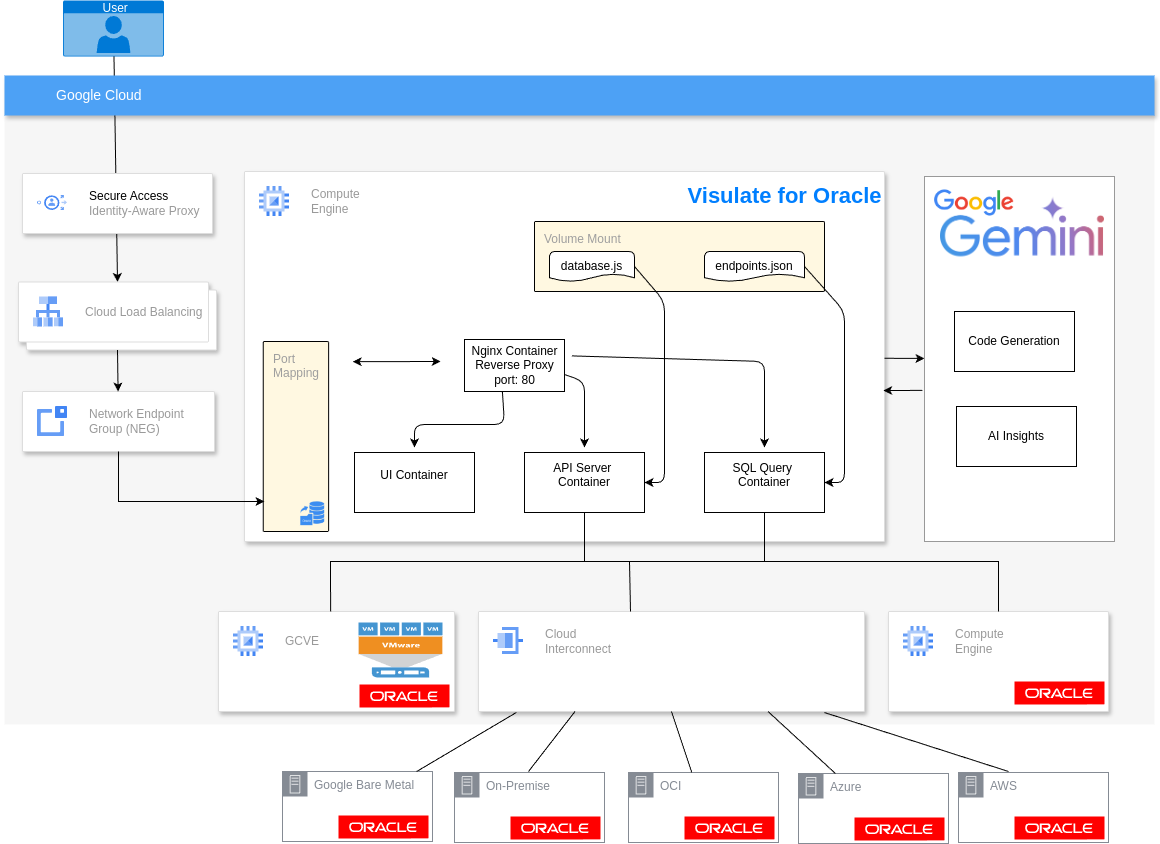 User
Google Cloud
Secure Access
Identity-Aware Proxy
Cloud Load Balancing
Network Endpoint
Group (NEG)
Compute
Engine
Visulate for Oracle
Volume Mount
database.js
endpoints.json
Port
Mapping
Nginx Container
Reverse Proxy
port: 80
UI Container
API Server
Container
SQL Query
Container
Google
Gemini
Code Generation
AI Insights
GCVE
VM VM VM VM
VMware
ORACLE
Cloud
Interconnect
Compute
Engine
ORACLE
Google Bare Metal
ORACLE
On-Premise
ORACLE
OCI
ORACLE
Azure
ORACLE
AWS
ORACLE